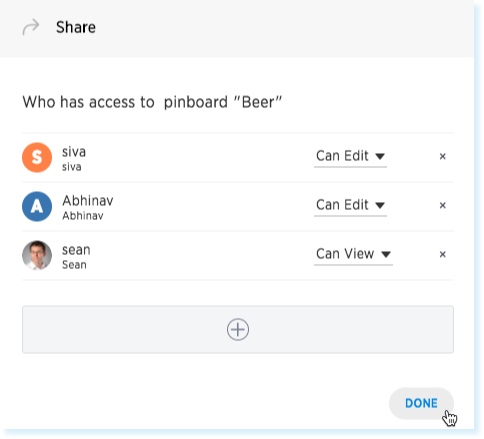 Share
Who has access to pinboard "Beer"
S
siva
Can Edit
×
siva
A
Abhinav
Can Edit
×
Abhinav
sean
Can View
×
Sean
DONE